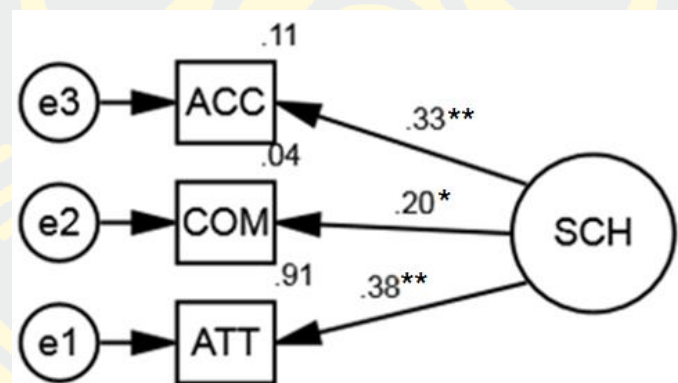 .11
e3 ACC .33**
.04
e2 COM .20* SCH
.91
e1 ATT .38**